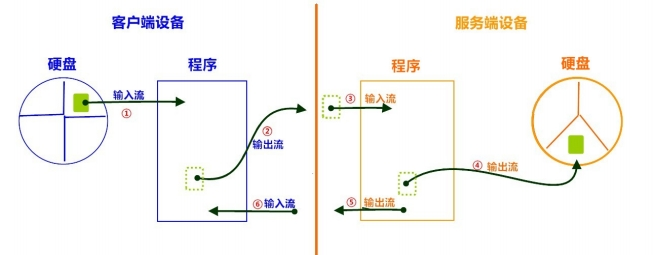 客户端设备
服务端设备
硬盘
程序
程序
硬盘
输入流
①
②
输出流
③ 输入流
④ 输出流
⑥ 输入流
⑤ 输出流